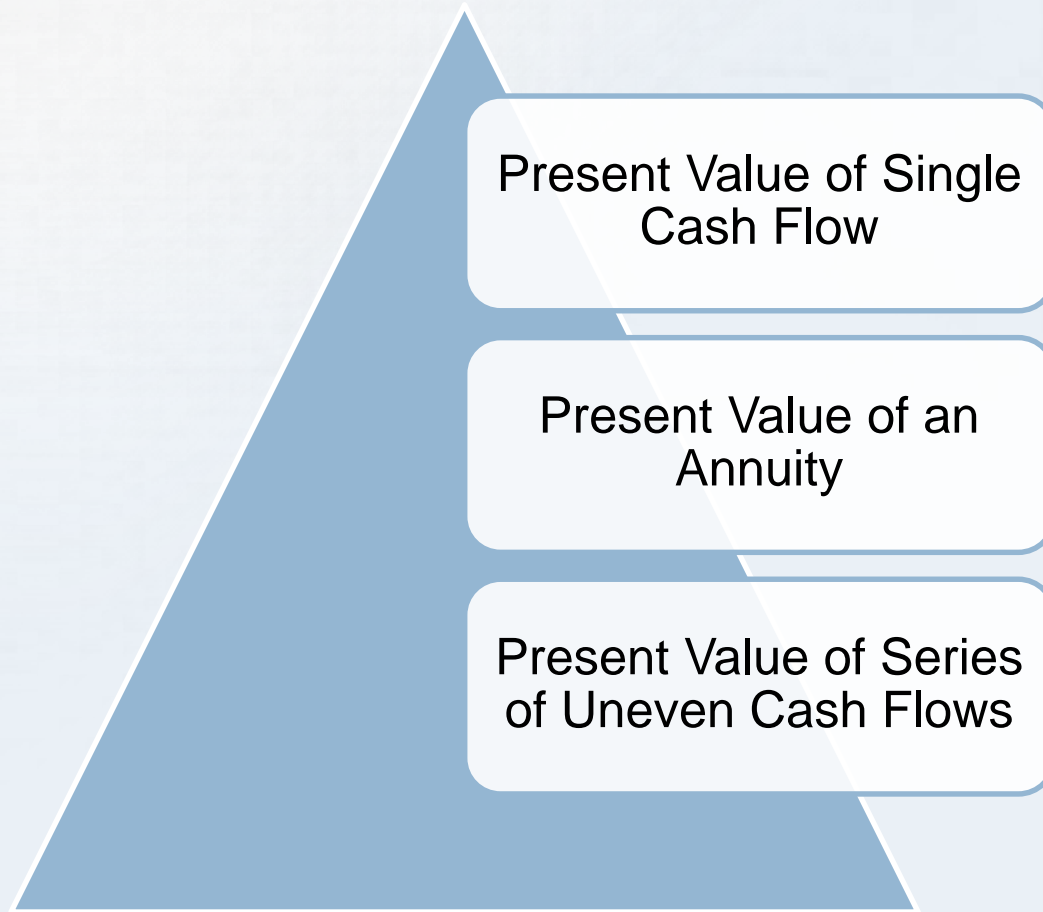 Present Value of Single
Cash Flow
Present Value of an
Annuity
Present Value of Series
of Uneven Cash Flows